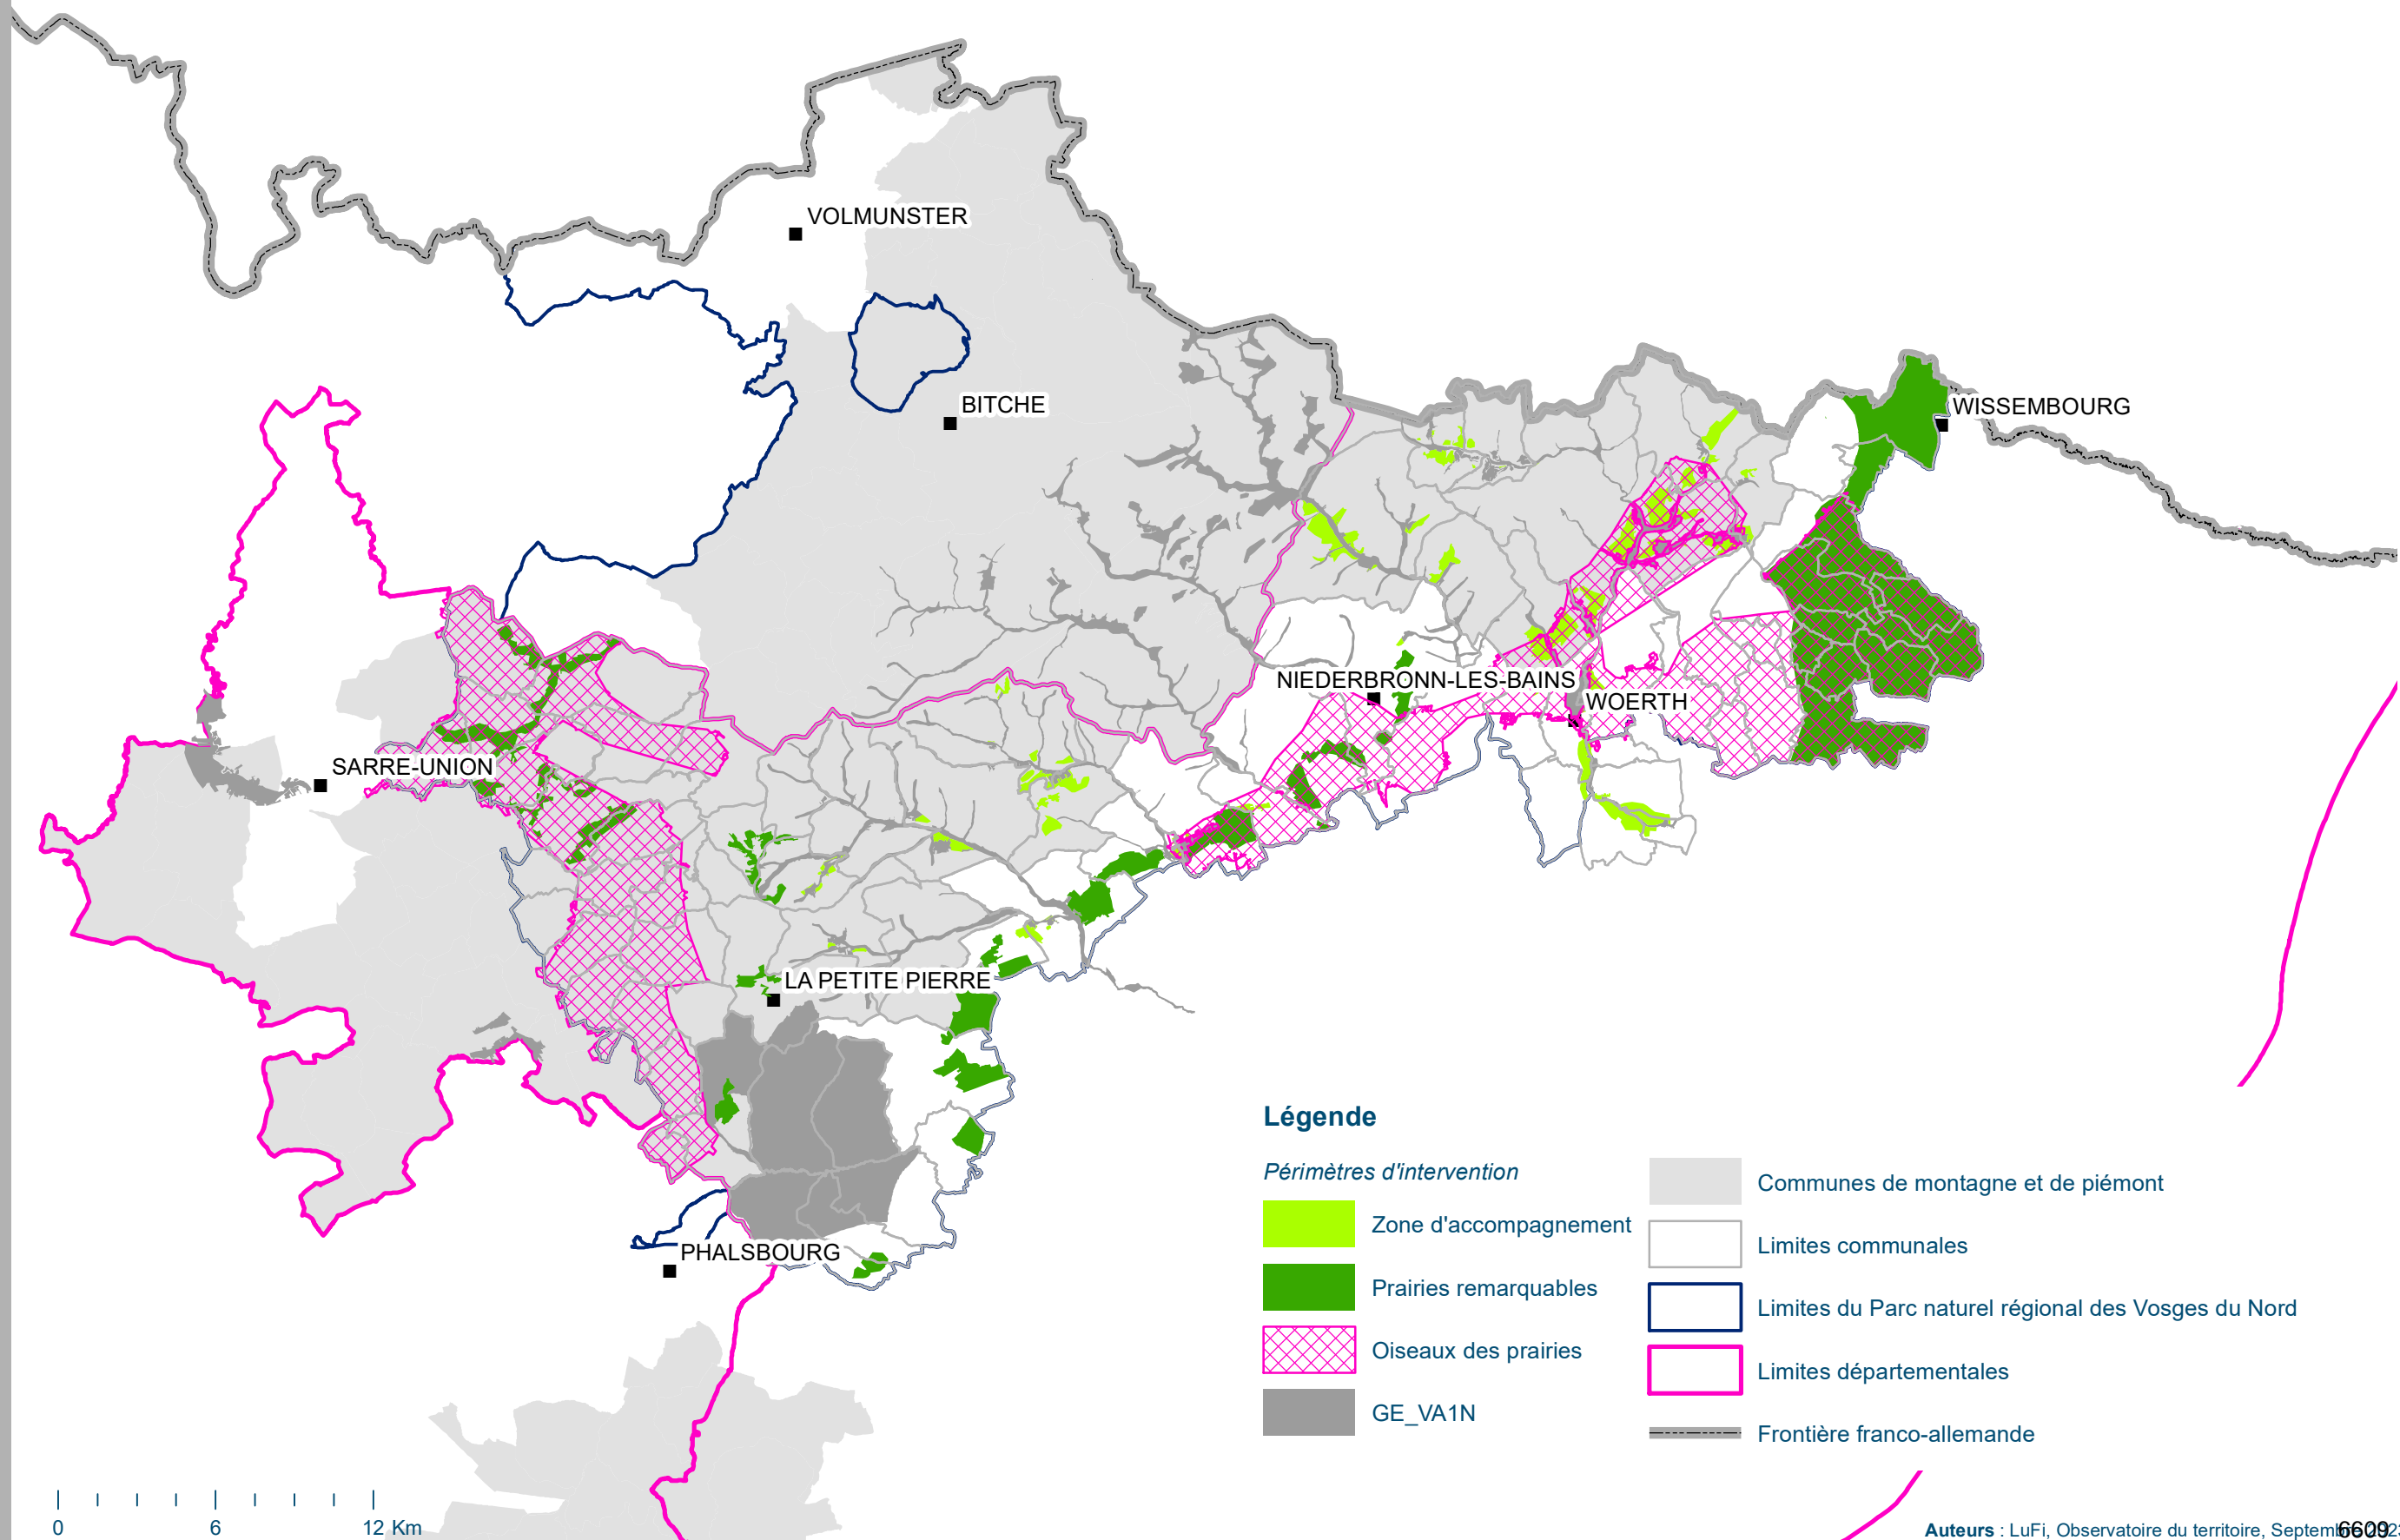 VOLMUNSTER
BITCHE
WISSEMBOURG
NIEDERBRONN-LES-BAINS
WOERTH
SARRE-UNION
LA PETITE PIERRE
PHALSBOURG
Légende
Périmètres d'intervention
Zone d'accompagnement
Prairies remarquables
Oiseaux des prairies
GE_VA1N
Communes de montagne et de piémont
Limites communales
Limites du Parc naturel régional des Vosges du Nord
Limites départementales
Frontière franco-allemande
0 6 12 Km
Auteurs : LuFi, Observatoire du territoire,